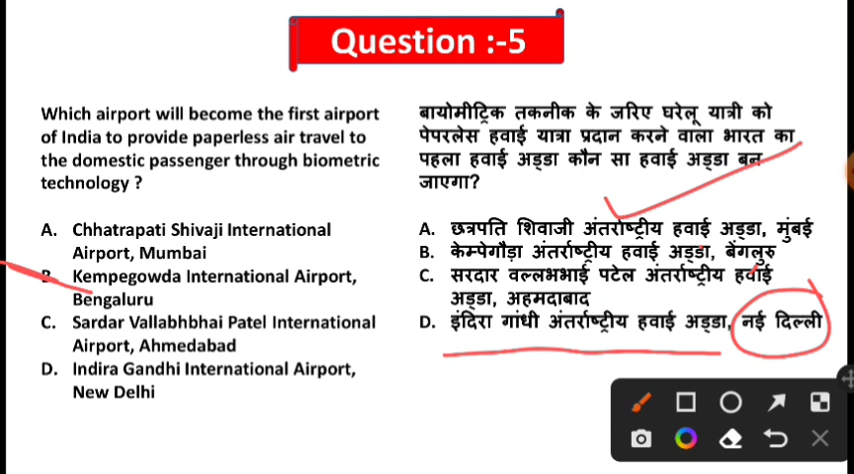 Question :-5
Which airport will become the first airport
of India to provide paperless air travel to
the domestic passenger through biometric
technology ?
A. Chhatrapati Shivaji International
Airport, Mumbai
B. Kempegowda International Airport,
Bengaluru
C. Sardar Vallabhbhai Patel International
Airport, Ahmedabad
D. Indira Gandhi International Airport,
New Delhi
बायोमीट्रिक तकनीक के जरिए घरेलू यात्री को
पेपरलेस हवाई यात्रा प्रदान करने वाला भारत का
पहला हवाई अड्डा कौन सा हवाई अड्डा बन
जाएगा?
A. छत्रपति शिवाजी अंतर्राष्ट्रीय हवाई अड्डा, मुंबई
B. केम्पेगौड़ा अंतर्राष्ट्रीय हवाई अड्डा, बेंगलुरु
C. सरदार वल्लभभाई पटेल अंतर्राष्ट्रीय हवाई
अड्डा, अहमदाबाद
D. इंदिरा गांधी अंतर्राष्ट्रीय हवाई अड्डा, नई दिल्ली